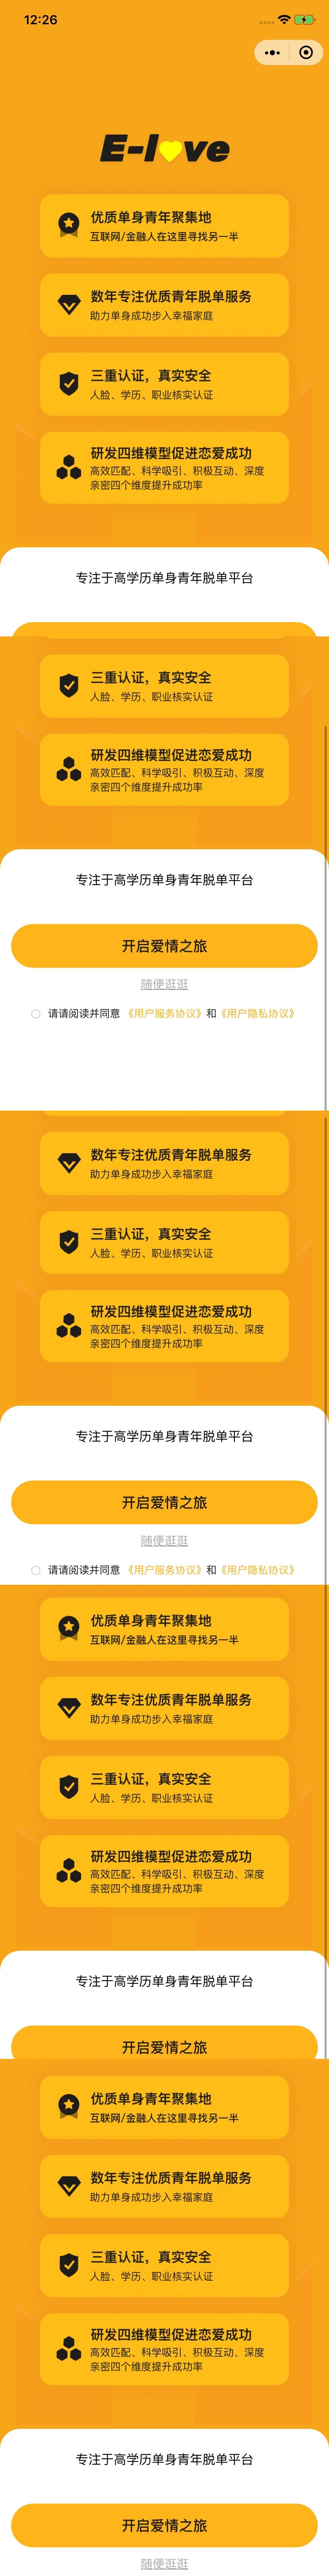 12:26
E-love
优质单身青年聚集地
互联网/金融人在这里寻找另一半
数年专注优质青年脱单服务
助力单身成功步入幸福家庭
三重认证，真实安全
人脸、学历、职业核实认证
研发四维模型促进恋爱成功
高效匹配、科学吸引、积极互动、深度
亲密四个维度提升成功率
专注于高学历单身青年脱单平台
三重认证，真实安全
人脸、学历、职业核实认证
研发四维模型促进恋爱成功
高效匹配、科学吸引、积极互动、深度
亲密四个维度提升成功率
专注于高学历单身青年脱单平台
开启爱情之旅
随便逛逛
请请阅读并同意 《用户服务协议》和《用户隐私协议》
数年专注优质青年脱单服务
助力单身成功步入幸福家庭
三重认证，真实安全
人脸、学历、职业核实认证
研发四维模型促进恋爱成功
高效匹配、科学吸引、积极互动、深度
亲密四个维度提升成功率
专注于高学历单身青年脱单平台
开启爱情之旅
随便逛逛
请请阅读并同意 《用户服务协议》和《用户隐私协议》
优质单身青年聚集地
互联网/金融人在这里寻找另一半
数年专注优质青年脱单服务
助力单身成功步入幸福家庭
三重认证，真实安全
人脸、学历、职业核实认证
研发四维模型促进恋爱成功
高效匹配、科学吸引、积极互动、深度
亲密四个维度提升成功率
专注于高学历单身青年脱单平台
开启爱情之旅
优质单身青年聚集地
互联网/金融人在这里寻找另一半
数年专注优质青年脱单服务
助力单身成功步入幸福家庭
三重认证，真实安全
人脸、学历、职业核实认证
研发四维模型促进恋爱成功
高效匹配、科学吸引、积极互动、深度
亲密四个维度提升成功率
专注于高学历单身青年脱单平台
开启爱情之旅
随便逛逛